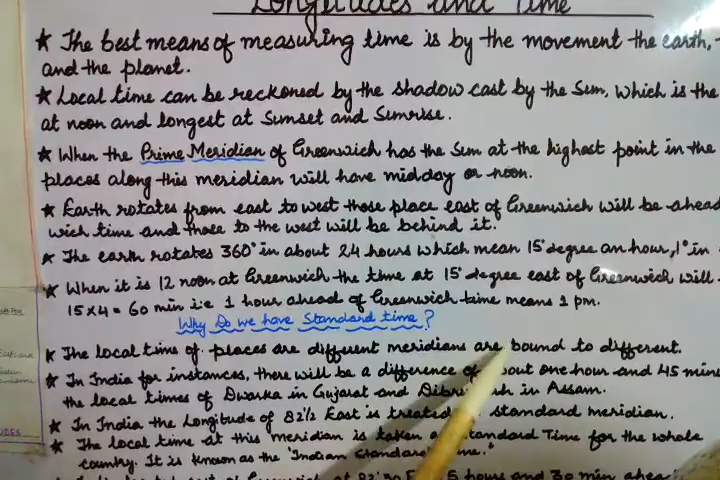 Longitudes and Time
★ The best means of measuring time is by the movement the earth,
and the planet.
★ Local time can be reckoned by the shadow cast by the Sun, which is the
at noon and longest at Sunset and Sunrise.
★ When the Prime Meridian of Greenwich has the Sun at the highest point in the
places along this meridian will have midday or noon.
★ Earth rotates from east to west those place east of Greenwich will be ahead
wich time and those to the west will be behind it.
★ The earth rotates 360° in about 24 hours which mean 15° degree an hour, 1° in
★ When it is 12 noon at Greenwich the time at 15° degree east of Greenwich will
15 x 4 = 60 min i.e 1 hour ahead of Greenwich time means 1 pm.
Why Do we have Standard time?
★ The local time of places are different meridians are bound to different.
★ In India for instances, there will be a difference of about one hour and 45 min
the local times of Dwarka in Gujarat and in Assam.
★ In India the Longitude of 82½ East is treated standard meridian.
★ The local time at this meridian is taken Standard Time for the whole
country. It is known as the "Indian Standard
5 hours and 30 min